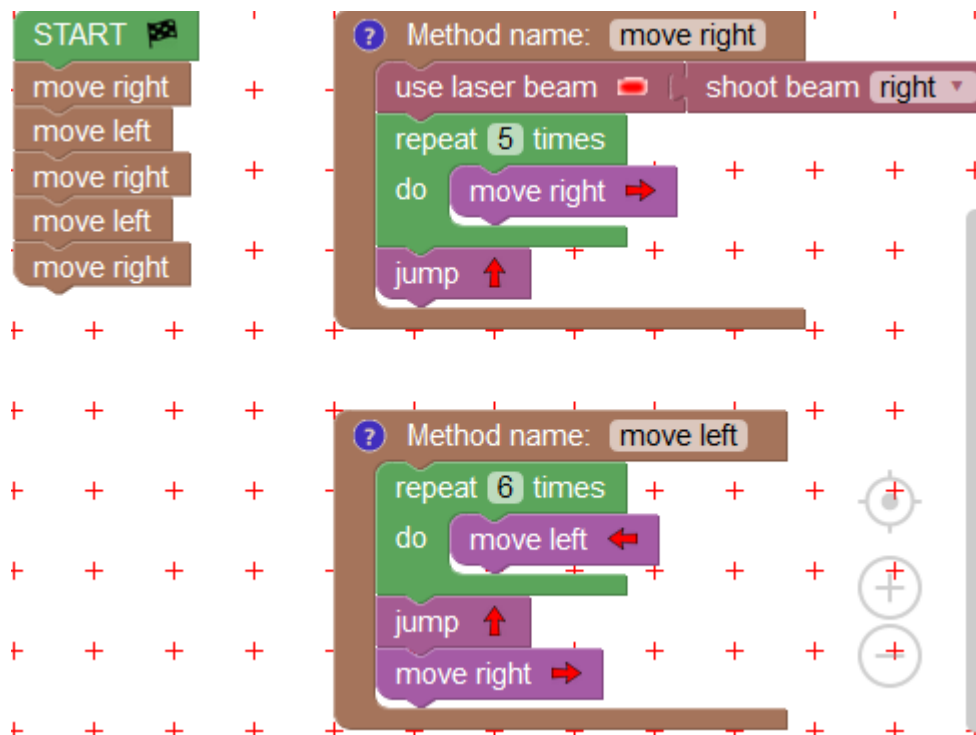 START
move right
move left
move right
move left
move right
? Method name: move right
use laser beam shoot beam right
repeat 5 times
do move right
jump
? Method name: move left
repeat 6 times
do move left
jump
move right